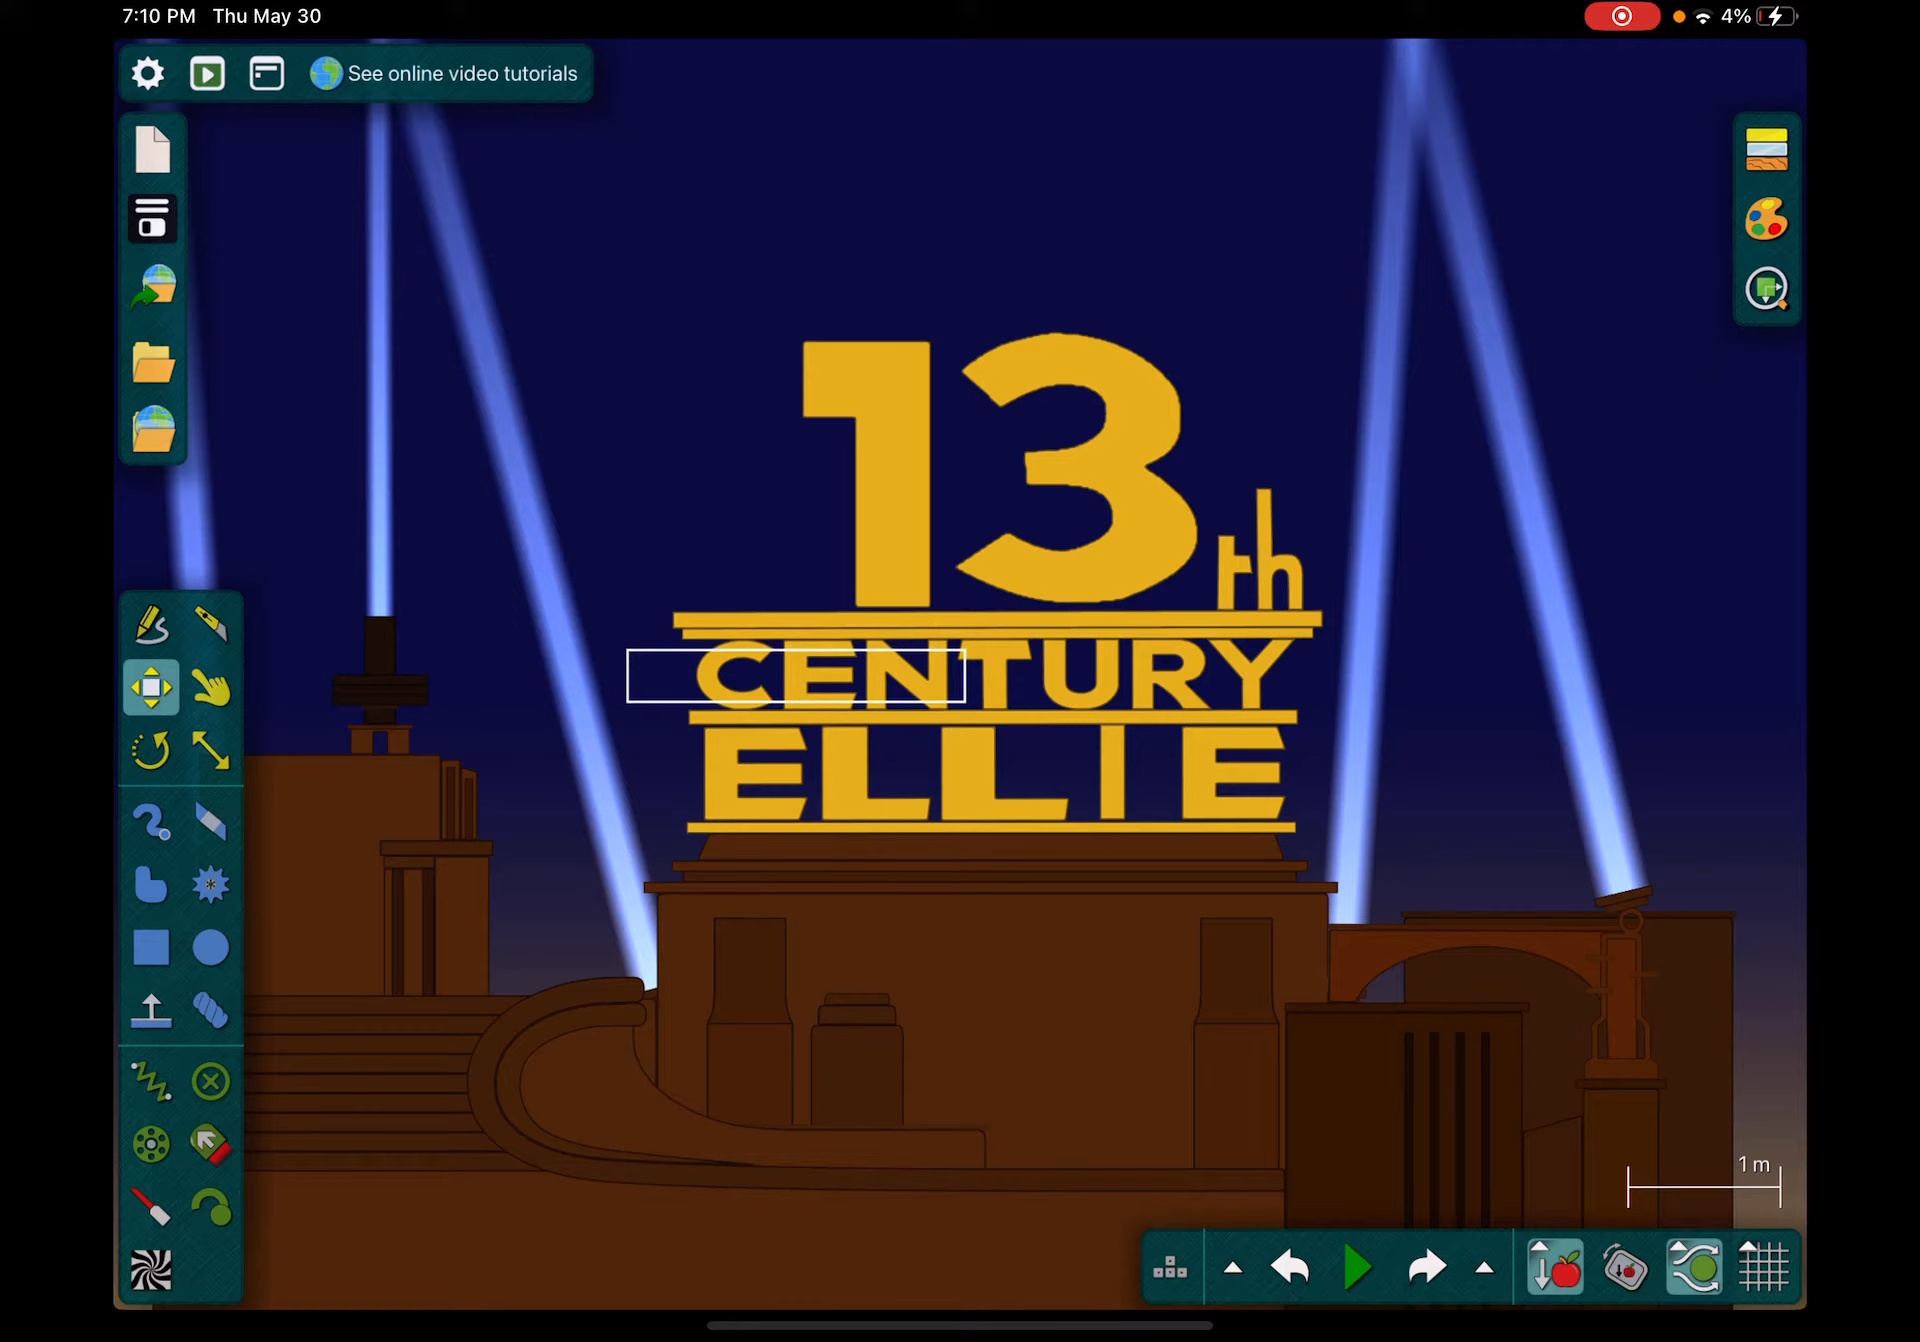 7:10 PM Thu May 30
4%
See online video tutorials
13th
CENTURY
ELLIE
1 m